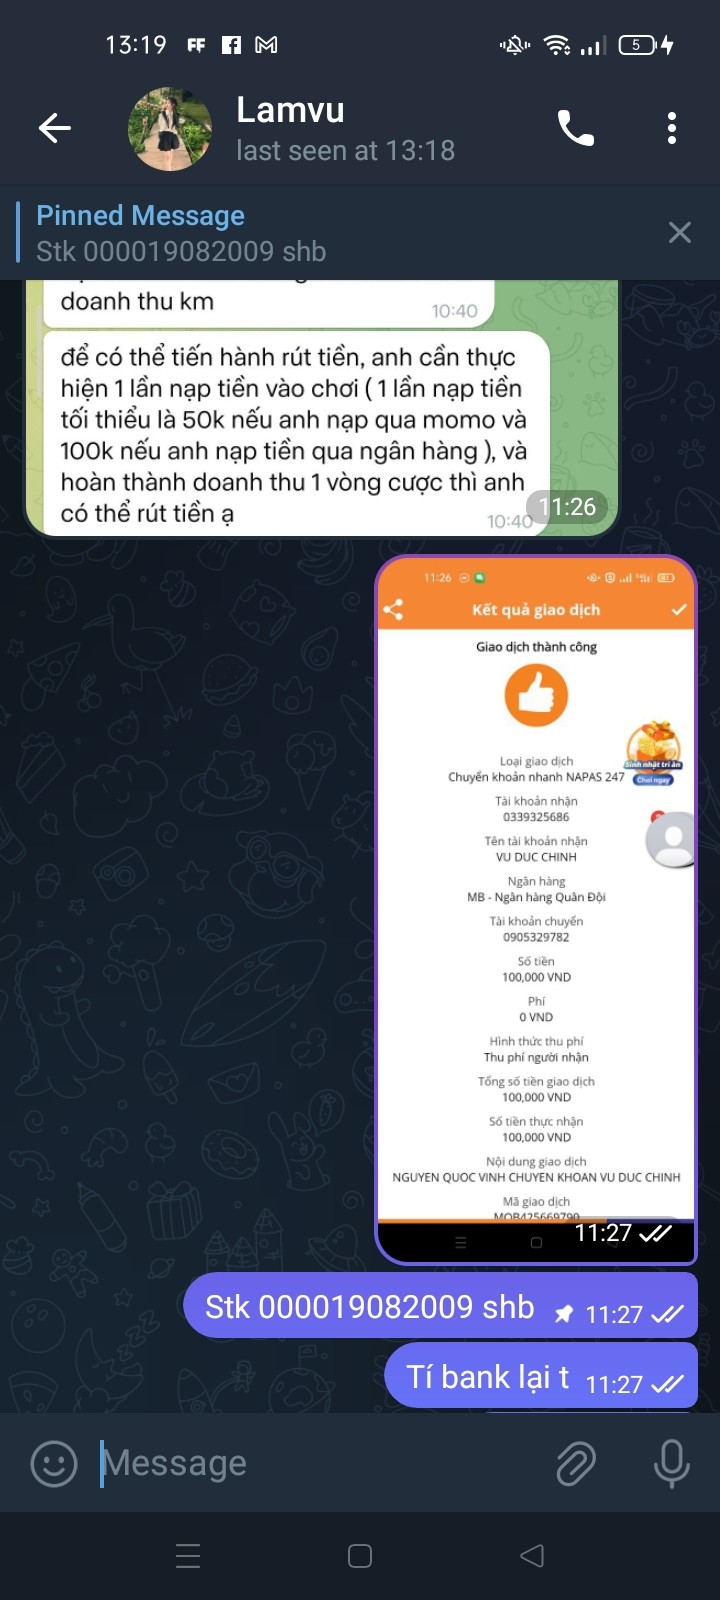 13:19
5
Lamvu
last seen at 13:18
Pinned Message
Stk 000019082009 shb
doanh thu km
10:40
để có thể tiến hành rút tiền, anh cần thực
hiện 1 lần nạp tiền vào chơi ( 1 lần nạp tiền
tối thiểu là 50k nếu anh nạp qua momo và
100k nếu anh nạp tiền qua ngân hàng ), và
hoàn thành doanh thu 1 vòng cược thì anh
có thể rút tiền ạ
10:40
11:26
11:26
Kết quả giao dịch
Giao dịch thành công
Sinh nhật tri ân
Chơi ngay
Loại giao dịch
Chuyển khoản nhanh NAPAS 247
Tài khoản nhận
0339325686
Tên tài khoản nhận
VU DUC CHINH
Ngân hàng
MB - Ngân hàng Quân Đội
Tài khoản chuyển
0905329782
Số tiền
100,000 VND
Phí
0 VND
Hình thức thu phí
Thu phí người nhận
Tổng số tiền giao dịch
100,000 VND
Số tiền thực nhận
100,000 VND
Nội dung giao dịch
NGUYEN QUOC VINH CHUYEN KHOAN VU DUC CHINH
Mã giao dịch
MOB425669790
11:27
Stk 000019082009 shb 11:27
Tí bank lại t 11:27
Message